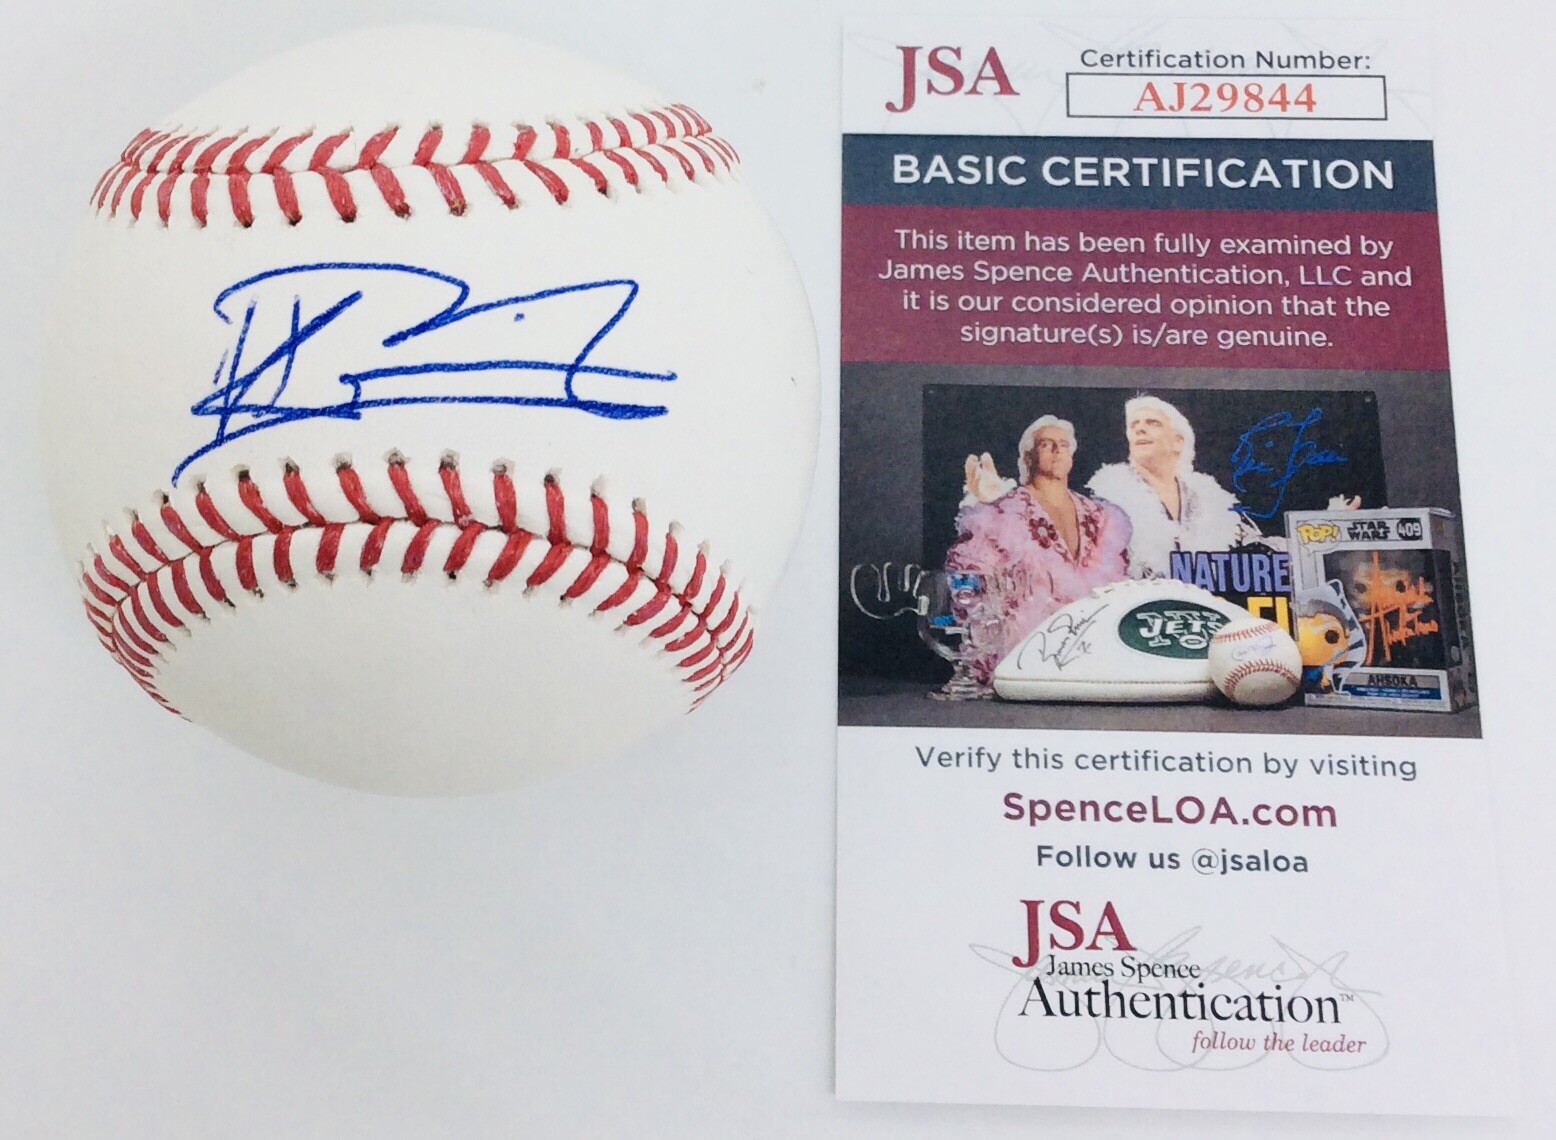 JSA
Certification Number:
AJ29844
BASIC CERTIFICATION
This item has been fully examined by
James Spence Authentication, LLC and
it is our considered opinion that the
signature(s) is/are genuine.
POP!
STAR
WARS
409
NATURE
JETS
AHSOKA
Verify this certification by visiting
SpenceLOA.com
Follow us @jsaloa
JSA
James Spence
Authentication™
follow the leader